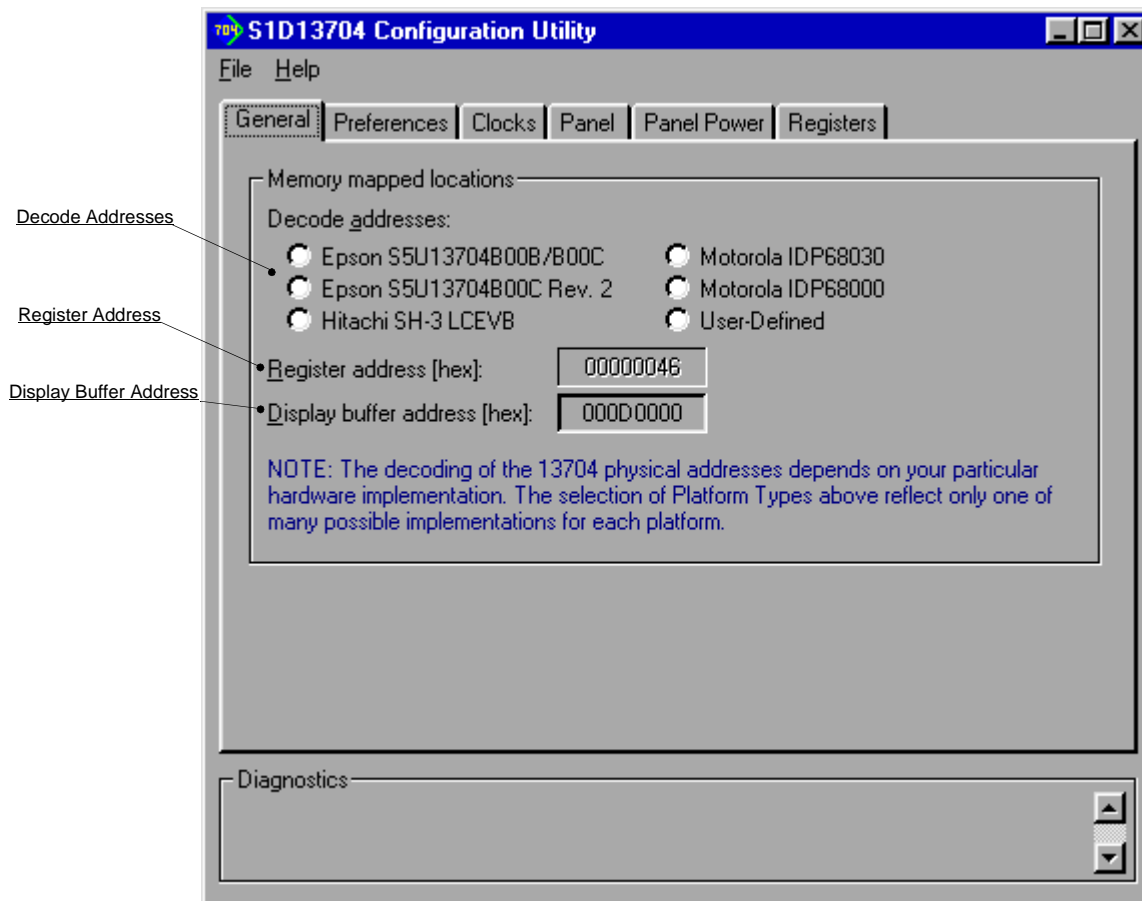 704 S1D13704 Configuration Utility
File Help
General Preferences Clocks Panel Panel Power Registers
Memory mapped locations
Decode Addresses
Decode addresses:
Epson S5U13704B00B/B00C Motorola IDP68030
Epson S5U13704B00C Rev. 2 Motorola IDP68000
Hitachi SH-3 LCEVB User-Defined
Register Address
Register address [hex]: 00000046
Display Buffer Address
Display buffer address [hex]: 000D0000
NOTE: The decoding of the 13704 physical addresses depends on your particular
hardware implementation. The selection of Platform Types above reflect only one of
many possible implementations for each platform.
Diagnostics